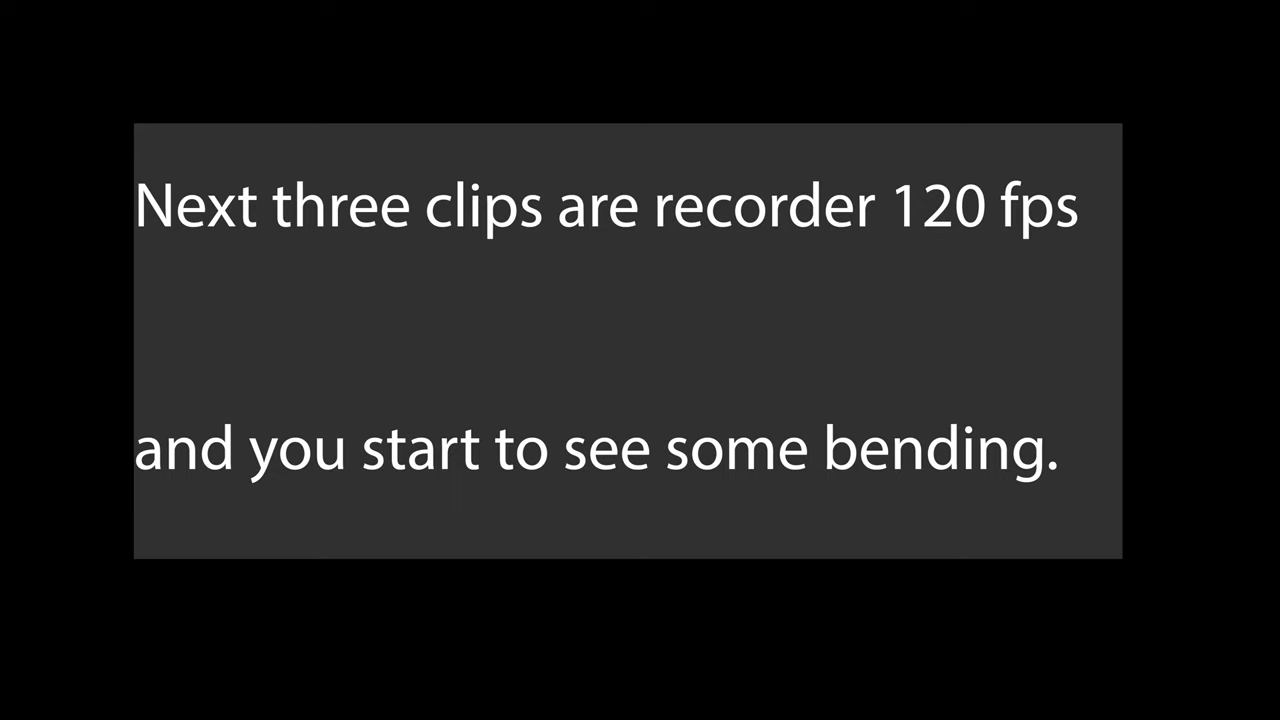 Next three clips are recorder 120 fps
and you start to see some bending.